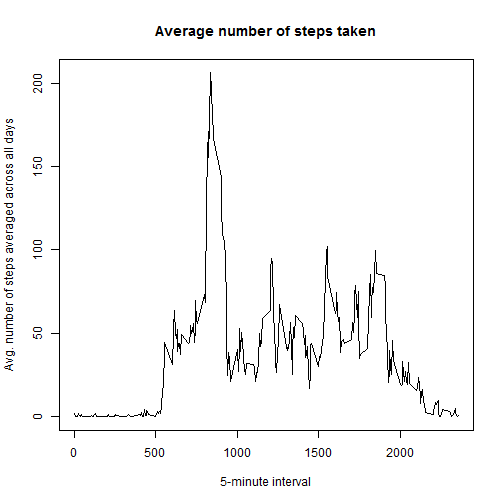 Average number of steps taken
Avg. number of steps averaged across all days
200
150
100
50
0
0 500 1000 1500 2000
5-minute interval